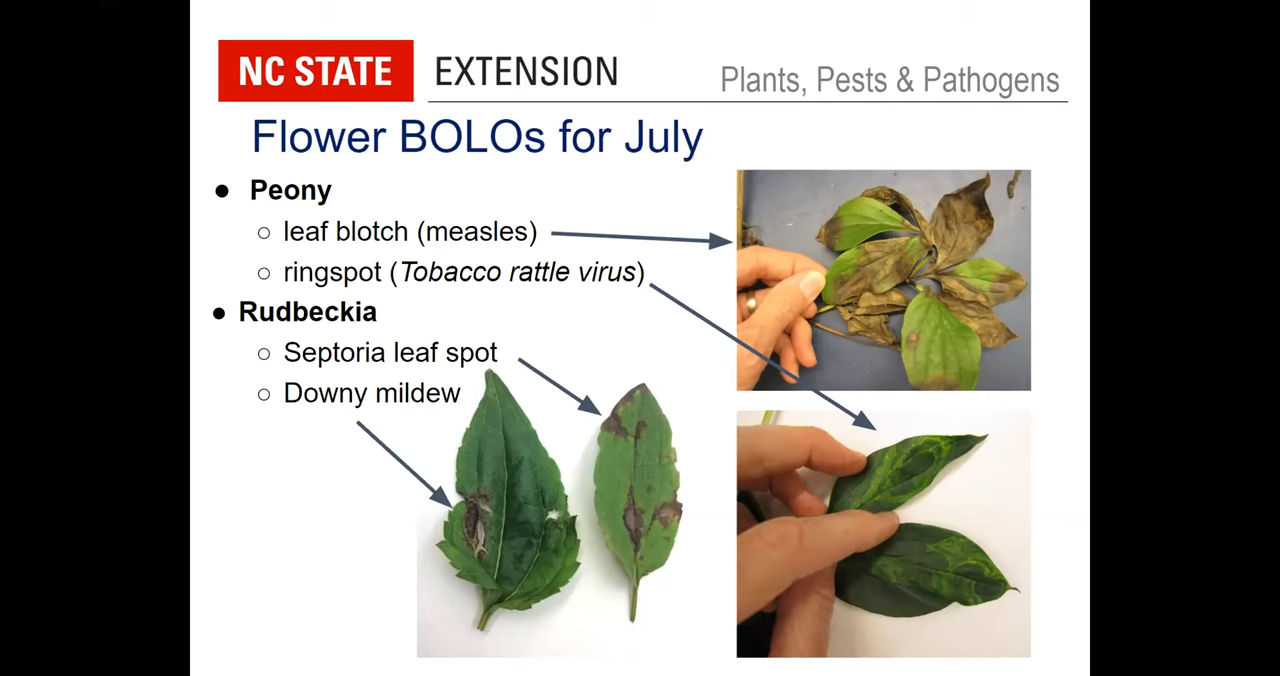 NC STATE EXTENSION Plants, Pests & Pathogens
Flower BOLOs for July
● Peony
○ leaf blotch (measles)
○ ringspot (Tobacco rattle virus)
● Rudbeckia
○ Septoria leaf spot
○ Downy mildew